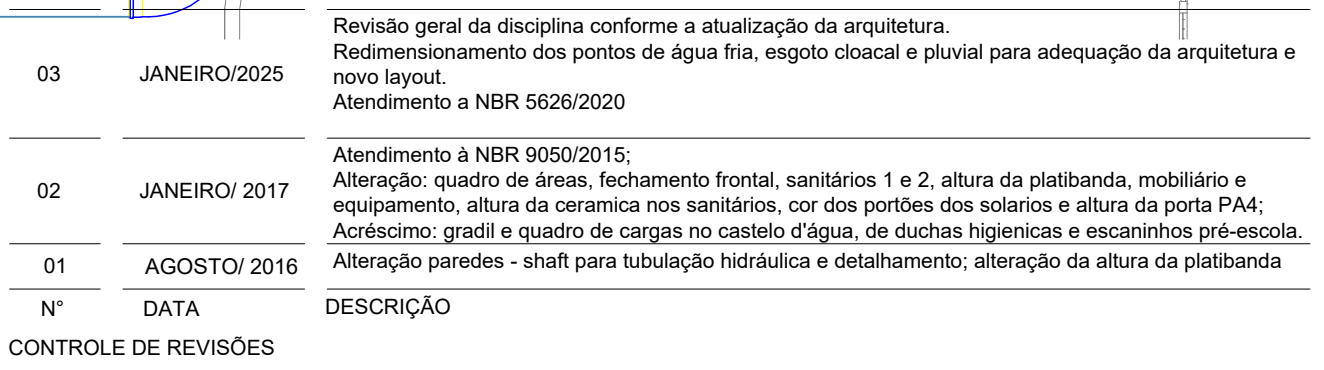 Revisão geral da disciplina conforme a atualização da arquitetura.
03 JANEIRO/2025 Redimensionamento dos pontos de água fria, esgoto cloacal e pluvial para adequação da arquitetura e
novo layout.
Atendimento a NBR 5626/2020
Atendimento à NBR 9050/2015;
02 JANEIRO/ 2017 Alteração: quadro de áreas, fechamento frontal, sanitários 1 e 2, altura da platibanda, mobiliário e
equipamento, altura da ceramica nos sanitários, cor dos portões dos solarios e altura da porta PA4;
Acréscimo: gradil e quadro de cargas no castelo d'água, de duchas higienicas e escaninhos pré-escola.
01 AGOSTO/ 2016 Alteração paredes - shaft para tubulação hidráulica e detalhamento; alteração da altura da platibanda
N° DATA DESCRIÇÃO
CONTROLE DE REVISÕES